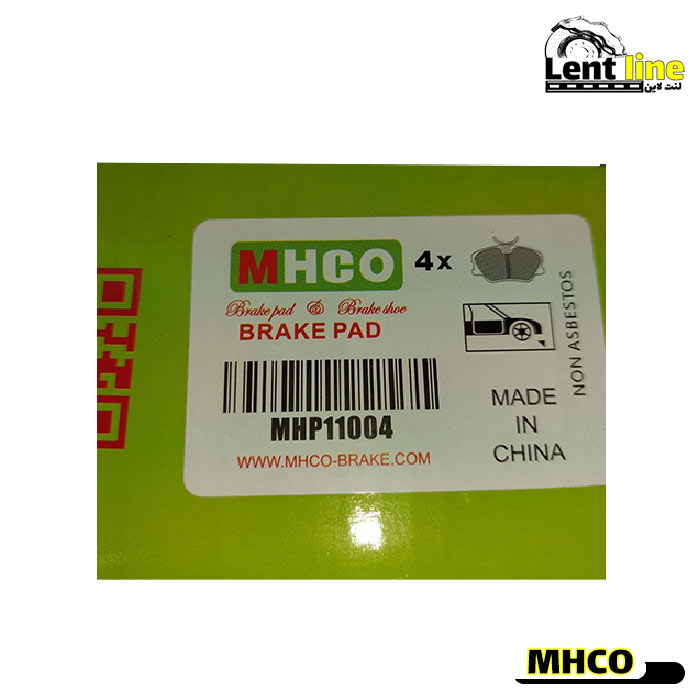 Lent line
لنت لاین
MHCO 4x
Brake pad & Brake shoe
BRAKE PAD
NON ASBESTOS
MHP11004
MADE
IN
CHINA
WWW.MHCO-BRAKE.COM
MHCO